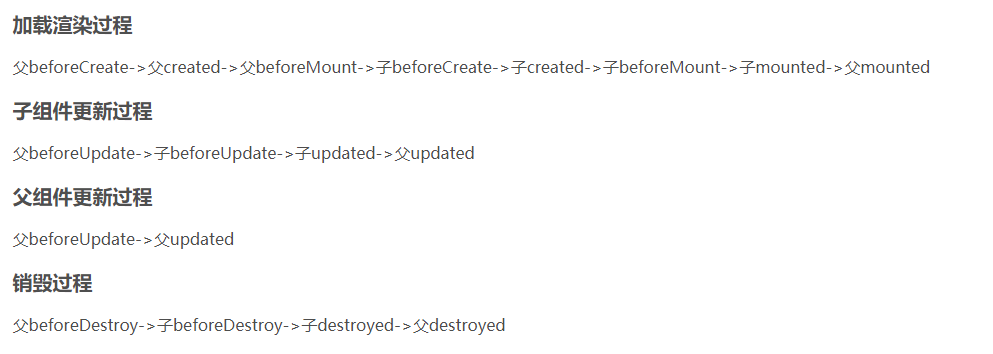 加载渲染过程
父beforeCreate->父created->父beforeMount->子beforeCreate->子created->子beforeMount->子mounted->父mounted
子组件更新过程
父beforeUpdate->子beforeUpdate->子updated->父updated
父组件更新过程
父beforeUpdate->父updated
销毁过程
父beforeDestroy->子beforeDestroy->子destroyed->父destroyed